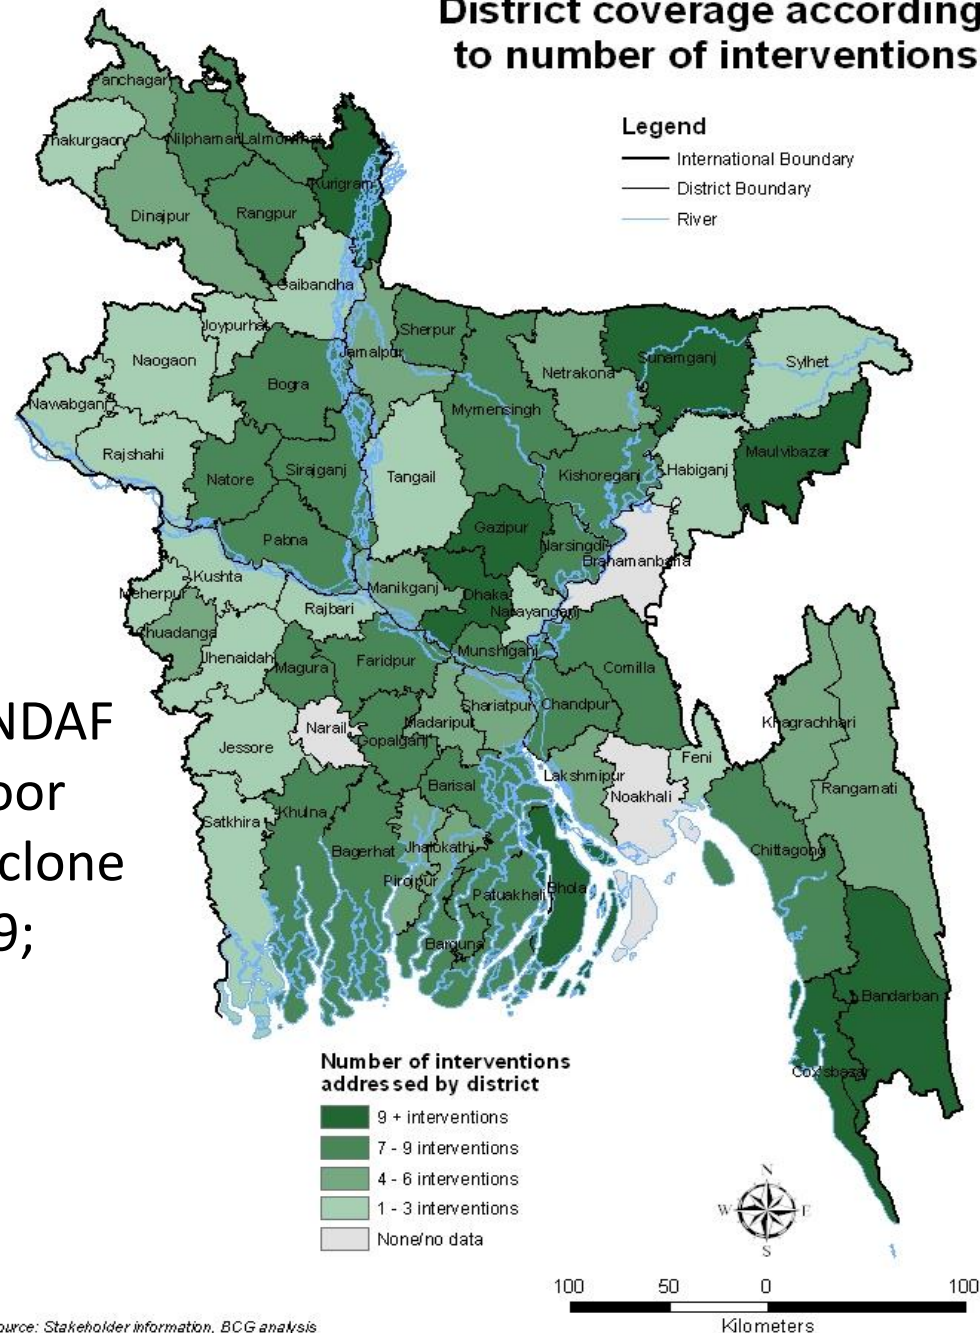 District coverage according
to number of interventions
Legend
International Boundary
District Boundary
River
Panchagar
Thakurgaon
Nilphamari
Lalmonirhat
Kurigram
Dinajpur
Rangpur
Gaibandha
Joypurhat
Naogaon
Bogra
Jamalpur
Sherpur
Netrakona
Sunamganj
Sylhet
Nawabganj
Mymensingh
Rajshahi
Natore
Sirajganj
Tangail
Kishoreganj
Habiganj
Maulvibazar
Gazipur
Pabna
Narsingdi
Brahamanbaria
Kushta
Meherpur
Manikganj
Dhaka
Rajbari
Narayanganj
Chuadanga
Jhenaidah
Magura
Faridpur
Munshiganj
Comilla
Shariatpur
Chandpur
NDAF
Jessore
Narail
Gopalganj
Madaripur
Khagrachhari
Feni
oor
Barisal
Lakshmipur
Noakhali
Rangamati
Satkhira
Khulna
clone
Bagerhat
Jhalokathi
Chittagong
Pirojpur
Patuakhali
Bhola
9;
Barguna
Bandarban
Cox'sbazar
Number of interventions
addressed by district
9 + interventions
7 - 9 interventions
4 - 6 interventions
1 - 3 interventions
None/no data
N
W E
S
100 50 0 100
Kilometers
ource: Stakeholder information, BCG analysis